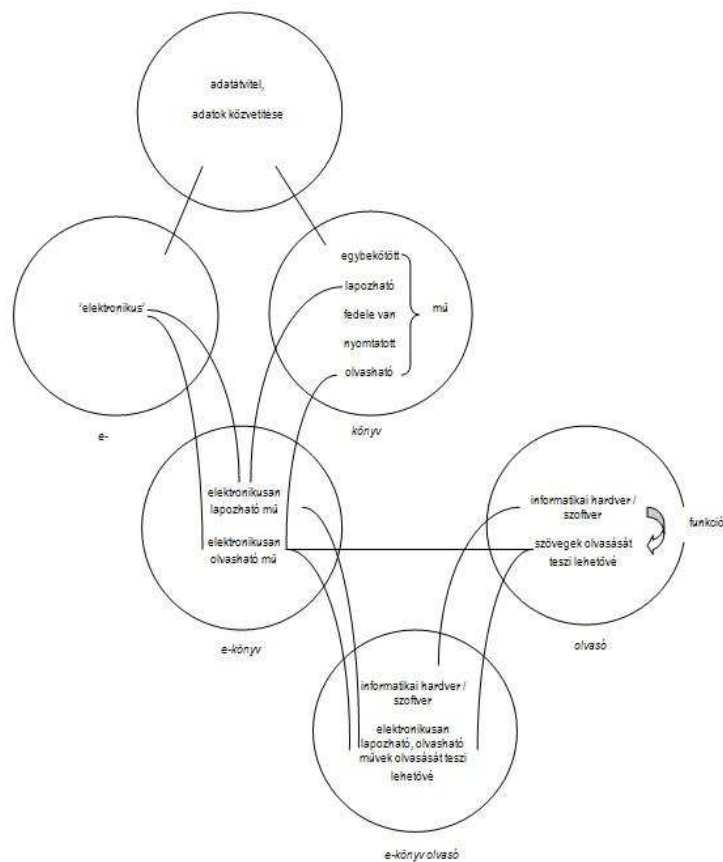 adatátvitel,
adatok közvetítése
'elektronikus'
e-
egybekötött
lapozható
fedele van
nyomtatott
olvasható
mű
könyv
elektronikusan
lapozható mű
elektronikusan
olvasható mű
e-könyv
informatikai hardver /
szoftver
szövegek olvasását
teszi lehetővé
funkció
olvasó
informatikai hardver /
szoftver
elektronikusan
lapozható, olvasható
művek olvasását teszi
lehetővé
e-könyv olvasó